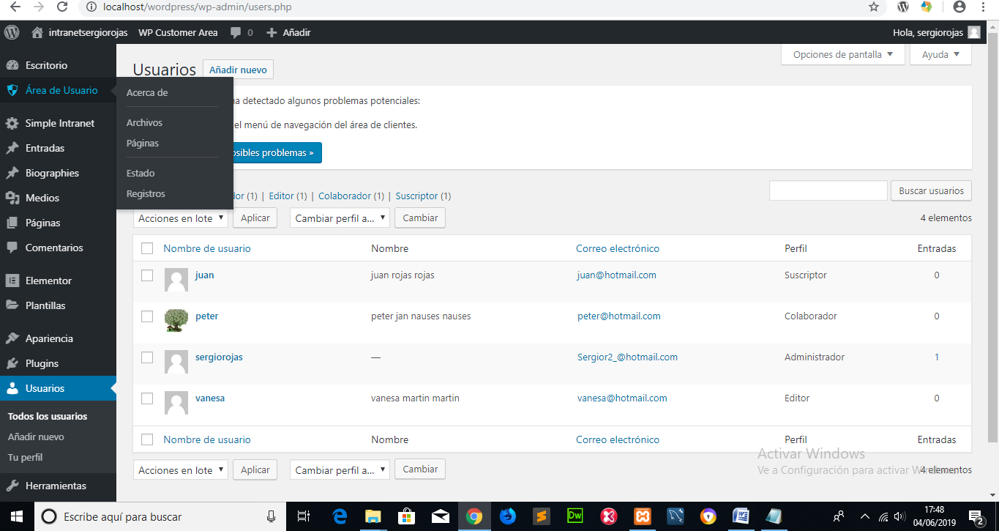 localhost/wordpress/wp-admin/users.php
intranetsergiorojas WP Customer Area 0 Añadir Hola, sergiorojas
Opciones de pantalla Ayuda
Escritorio
Área de Usuario
Simple Intranet
Entradas
Biographies
Medios
Páginas
Comentarios
Elementor
Plantillas
Apariencia
Plugins
Usuarios
Todos los usuarios
Añadir nuevo
Tu perfil
Herramientas
Acerca de
Archivos
Páginas
Estado
Registros
Usuarios Añadir nuevo
detectado algunos problemas potenciales:
el menú de navegación del área de clientes.
problemas »
(1) | Editor (1) | Colaborador (1) | Suscriptor (1)
Buscar usuarios
Acciones en lote Aplicar Cambiar perfil a... Cambiar 4 elementos
Nombre de usuario Nombre Correo electrónico Perfil Entradas
juan juan rojas rojas juan@hotmail.com Suscriptor 0
peter peter jan nauses nauses peter@hotmail.com Colaborador 0
sergiorojas — Sergior2_@hotmail.com Administrador 1
vanesa vanesa martin martin vanesa@hotmail.com Editor 0
Nombre de usuario Nombre Correo electrónico Perfil Entradas
Acciones en lote Aplicar Cambiar perfil a... Cambiar 4 elementos
Activar Windows
Ve a Configuración para activar Windows.
Escribe aquí para buscar
Dw
17:48
04/06/2019
2